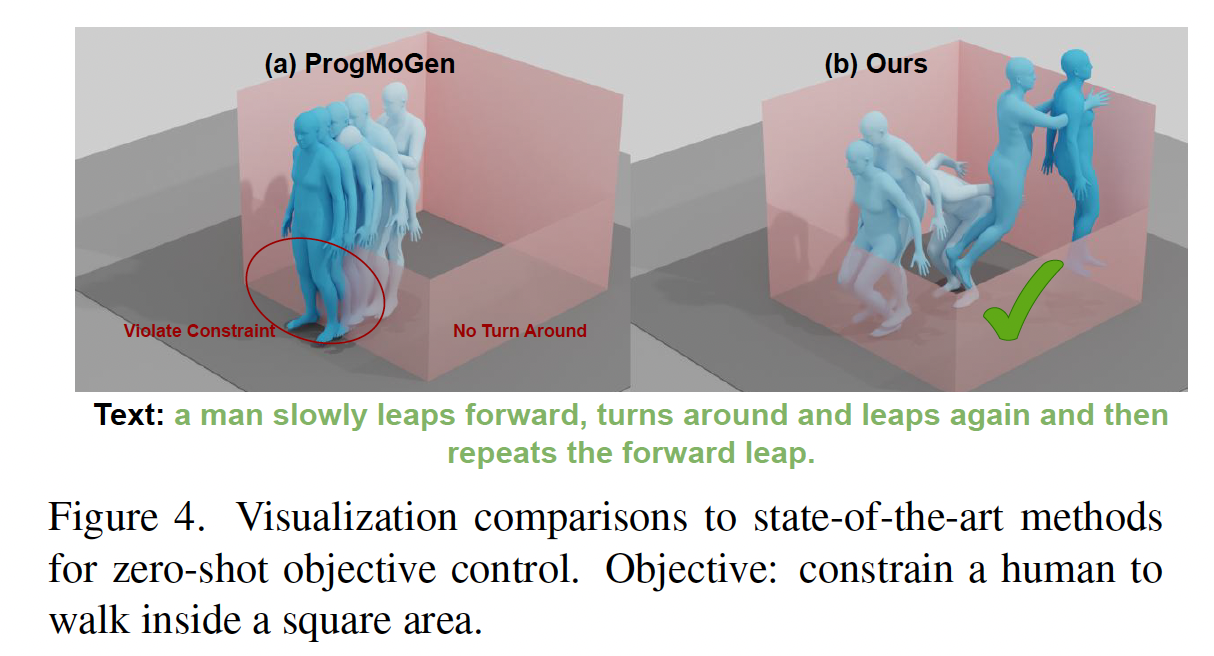 (a) ProgMoGen
(b) Ours
Violate Constraint
No Turn Around
Text: a man slowly leaps forward, turns around and leaps again and then
repeats the forward leap.
Figure 4. Visualization comparisons to state-of-the-art methods
for zero-shot objective control. Objective: constrain a human to
walk inside a square area.